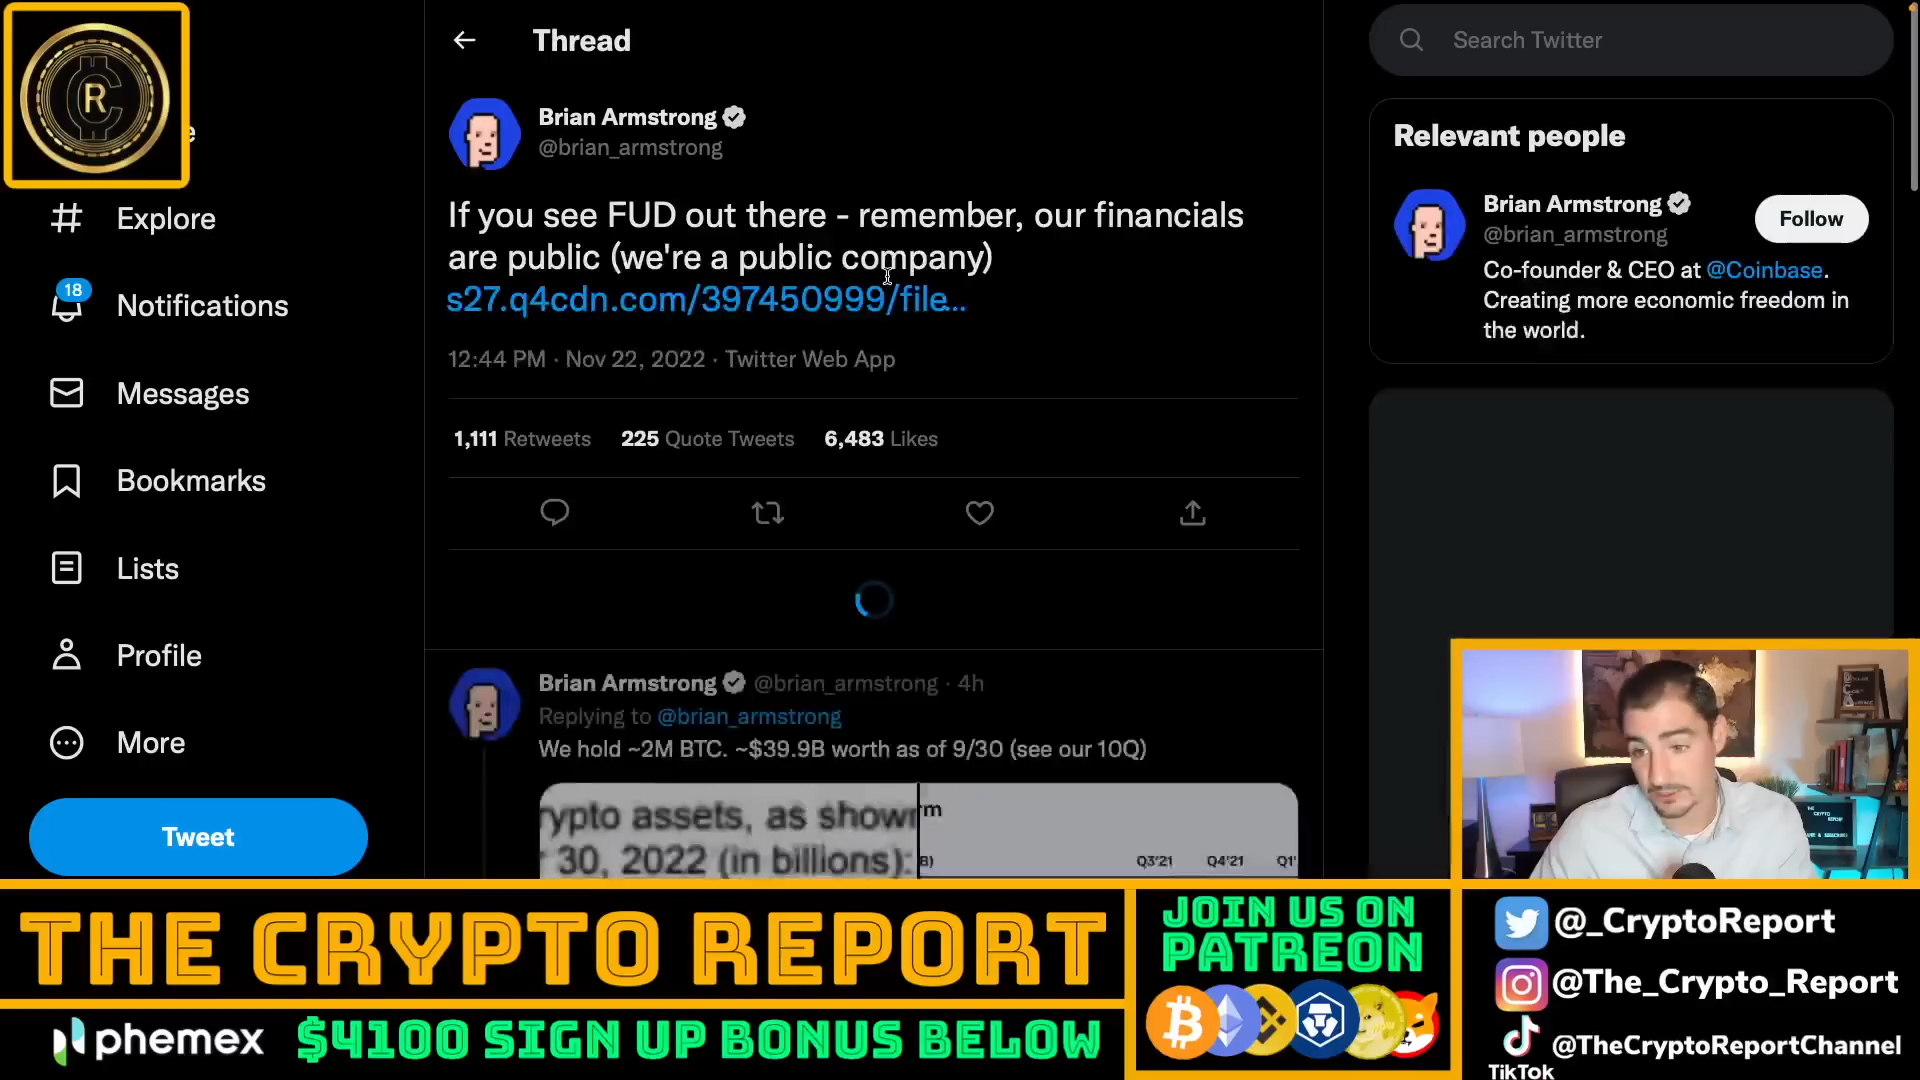 R
Explore
18
Notifications
Messages
Bookmarks
Lists
Profile
More
Tweet
Thread
Brian Armstrong
@brian_armstrong
If you see FUD out there - remember, our financials
are public (we're a public company)
s27.q4cdn.com/397450999/file...
12:44 PM · Nov 22, 2022 · Twitter Web App
1,111 Retweets 225 Quote Tweets 6,483 Likes
Brian Armstrong @brian_armstrong · 4h
Replying to @brian_armstrong
We hold ~2M BTC. ~$39.9B worth as of 9/30 (see our 10Q)
rypto assets, as shown
30, 2022 (in billions):
Q3'21 Q4'21 Q1'
Search Twitter
Relevant people
Brian Armstrong
@brian_armstrong
Follow
Co-founder & CEO at @Coinbase.
Creating more economic freedom in
the world.
THE CRYPTO REPORT
phemex $4100 SIGN UP BONUS BELOW
JOIN US ON
PATREON
@_CryptoReport
@The_Crypto_Report
@TheCryptoReportChannel
TikTok